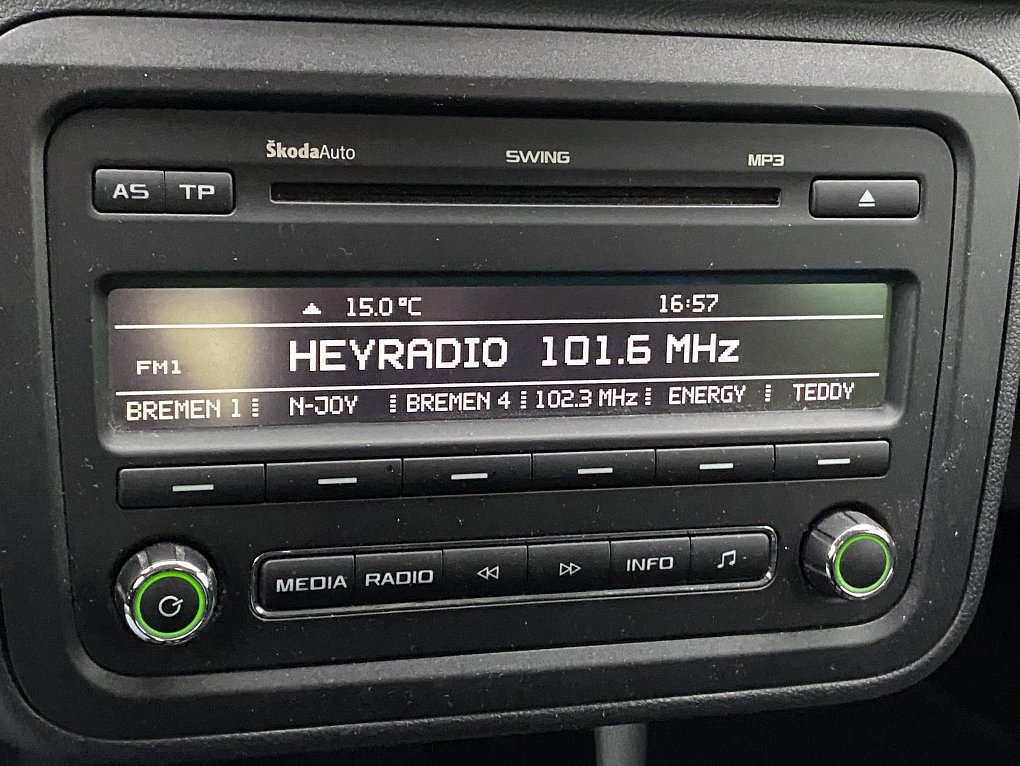 ŠkodaAuto SWING MP3
AS TP
15.0 °C 16:57
FM1 HEYRADIO 101.6 MHz
BREMEN 1 N-JOY BREMEN 4 102.3 MHz ENERGY TEDDY
MEDIA RADIO INFO